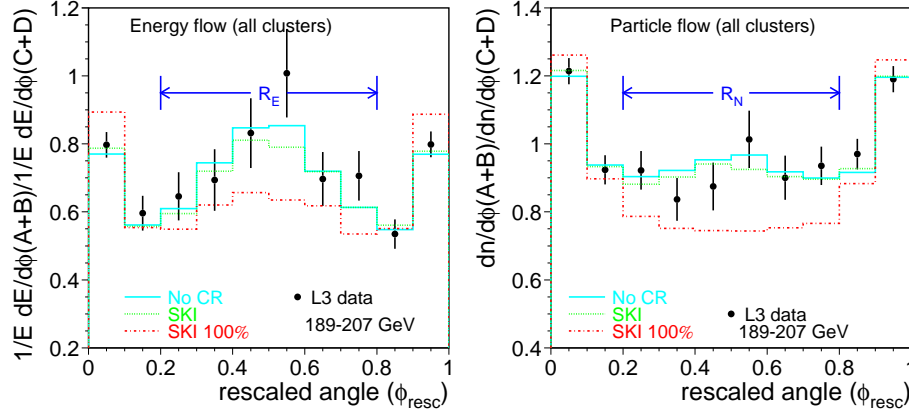 Energy flow (all clusters)
1/E dE/dϕ(A+B)/1/E dE/dϕ(C+D)
1.2
1
0.8
0.6
0.4
0.2
R_E
No CR
SKI
SKI 100%
L3 data
189-207 GeV
0 0.2 0.4 0.6 0.8 1
rescaled angle (ϕ_resc)
Particle flow (all clusters)
dn/dϕ(A+B)/dn/dϕ(C+D)
1.4
1.2
1
0.8
0.6
0.4
R_N
No CR
SKI
SKI 100%
L3 data
189-207 GeV
0 0.2 0.4 0.6 0.8 1
rescaled angle (ϕ_resc)